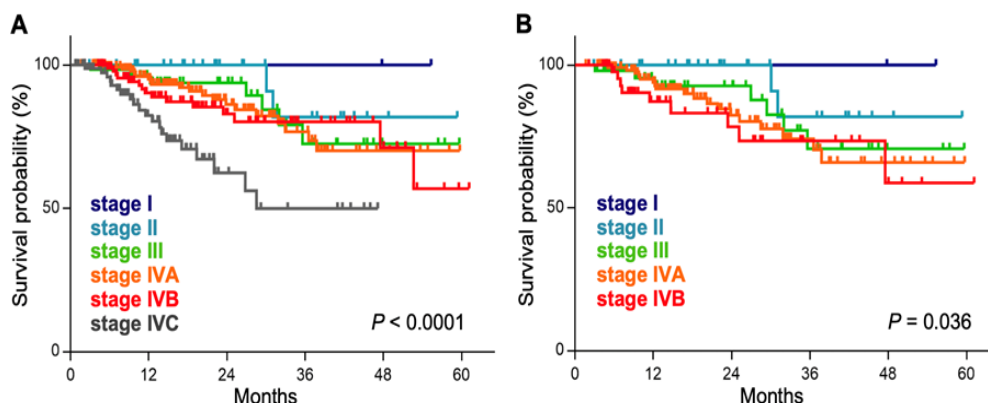 A
Survival probability (%)
100
50
0
stage I
stage II
stage III
stage IVA
stage IVB
stage IVC
P < 0.0001
0 12 24 36 48 60
Months
B
Survival probability (%)
100
50
0
stage I
stage II
stage III
stage IVA
stage IVB
P = 0.036
0 12 24 36 48 60
Months